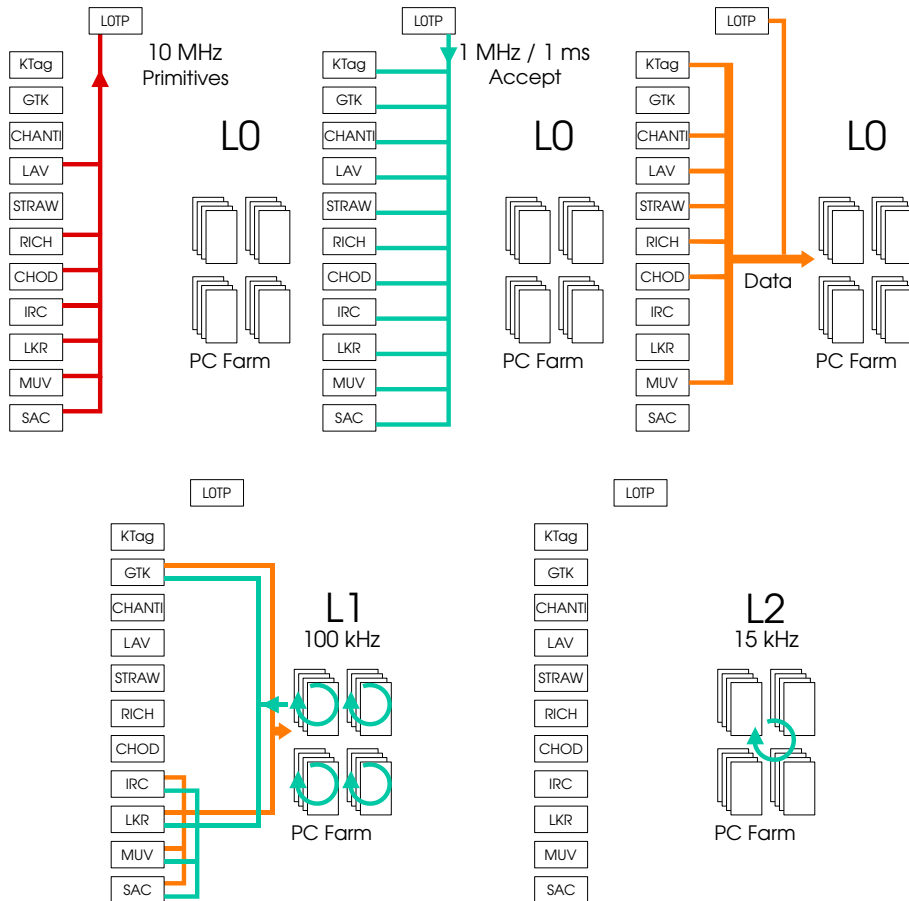 L0TP
10 MHz
Primitives
KTag
GTK
CHANTI
LAV
STRAW
RICH
CHOD
IRC
LKR
MUV
SAC
L0
PC Farm
L0TP
1 MHz / 1 ms
Accept
KTag
GTK
CHANTI
LAV
STRAW
RICH
CHOD
IRC
LKR
MUV
SAC
L0
PC Farm
L0TP
KTag
GTK
CHANTI
LAV
STRAW
RICH
CHOD
IRC
LKR
MUV
SAC
L0
Data
PC Farm
L0TP
KTag
GTK
CHANTI
LAV
STRAW
RICH
CHOD
IRC
LKR
MUV
SAC
L1
100 kHz
PC Farm
L0TP
KTag
GTK
CHANTI
LAV
STRAW
RICH
CHOD
IRC
LKR
MUV
SAC
L2
15 kHz
PC Farm